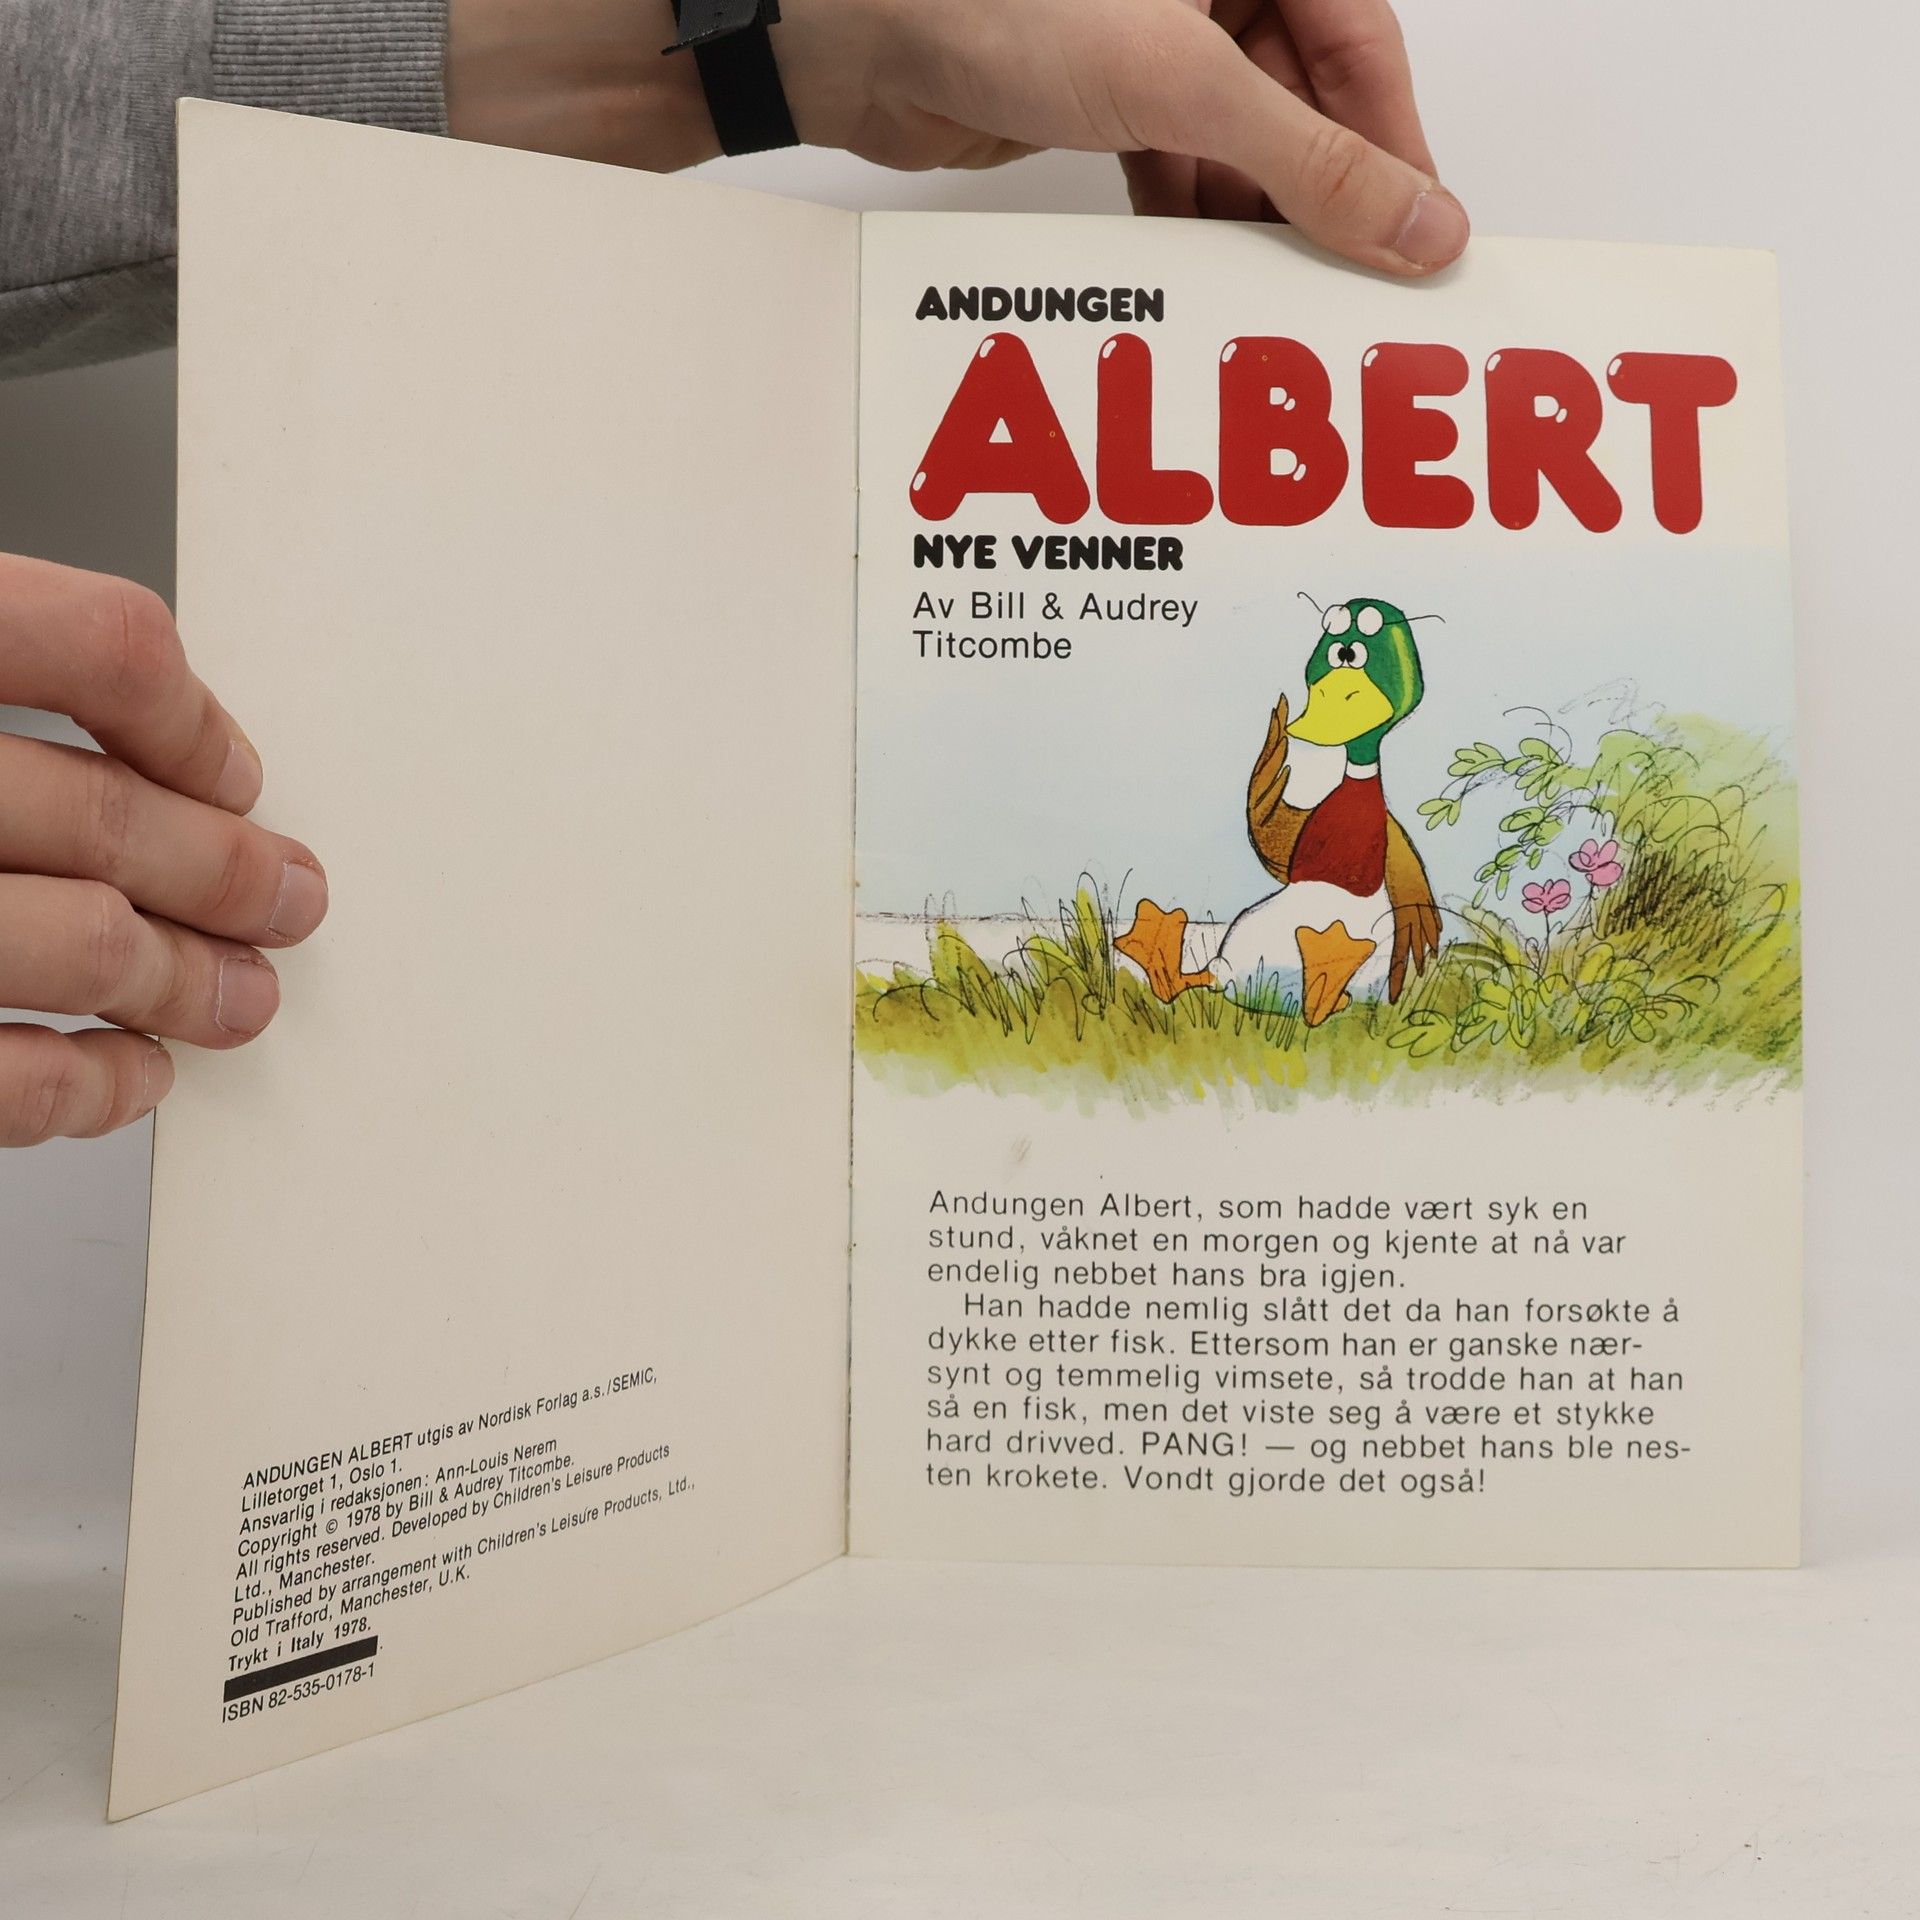 ANDUNGEN ALBERT utgis av Nordisk Forlag a.s./SEMIC,
Lilletorget 1, Oslo 1.
Ansvarlig i redaksjonen: Ann-Louis Nerem
Copyright © 1978 by Bill & Audrey Titcombe.
All rights reserved. Developed by Children's Leisure Products
Ltd., Manchester.
Published by arrangement with Children's Leisure Products, Ltd.,
Old Trafford, Manchester, U.K.
Trykt i Italy 1978.
ISBN 82-535-0178-1
ANDUNGEN
ALBERT
NYE VENNER
Av Bill & Audrey
Titcombe
Andungen Albert, som hadde vært syk en
stund, våknet en morgen og kjente at nå var
endelig nebbet hans bra igjen.
Han hadde nemlig slått det da han forsøkte å
dykke etter fisk. Ettersom han er ganske nær-
synt og temmelig vimsete, så trodde han at han
så en fisk, men det viste seg å være et stykke
hard drivved. PANG! — og nebbet hans ble nes-
ten krokete. Vondt gjorde det også!